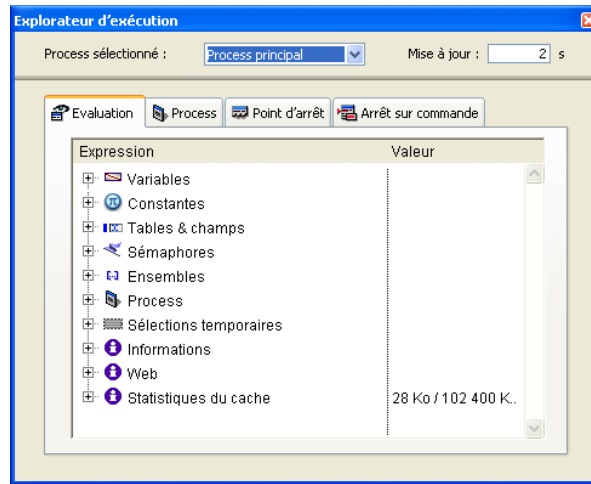 Explorateur d'exécution
Process sélectionné : Process principal Mise à jour : 2 s
Evaluation Process Point d'arrêt Arrêt sur commande
Expression Valeur
Variables
Constantes
Tables & champs
Sémaphores
Ensembles
Process
Sélections temporaires
Informations
Web
Statistiques du cache 28 Ko / 102 400 K..